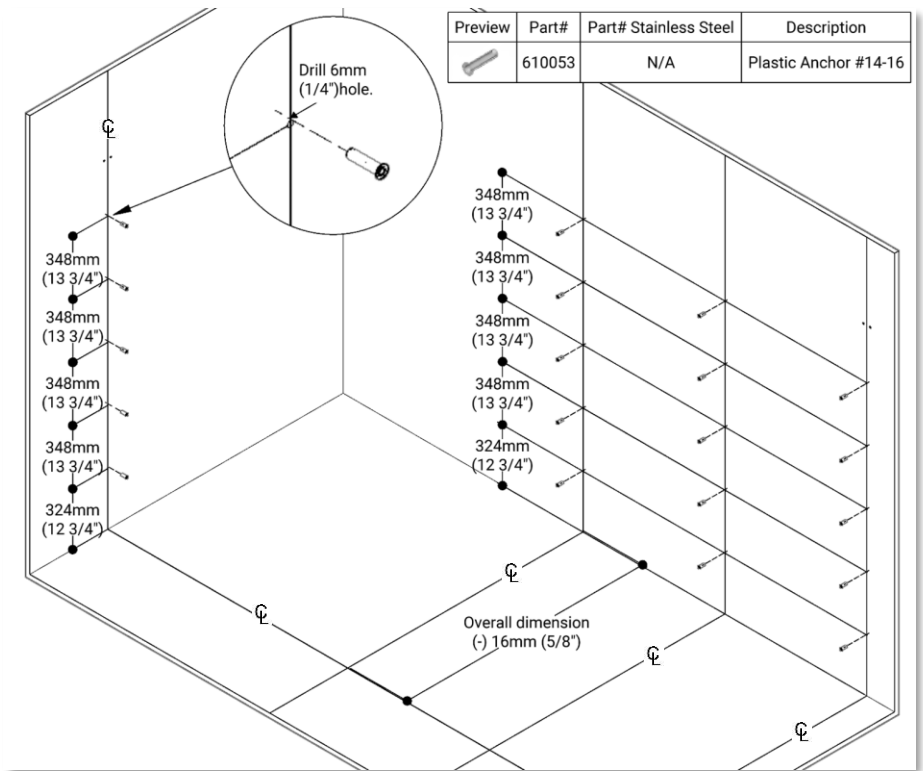 Preview Part# Part# Stainless Steel Description
610053 N/A Plastic Anchor #14-16
Drill 6mm
(1/4")hole.
℄
348mm
(13 3/4")
348mm
(13 3/4")
348mm
(13 3/4")
348mm
(13 3/4")
324mm
(12 3/4")
348mm
(13 3/4")
348mm
(13 3/4")
348mm
(13 3/4")
348mm
(13 3/4")
324mm
(12 3/4")
℄
℄
Overall dimension
(-) 16mm (5/8")
℄
℄